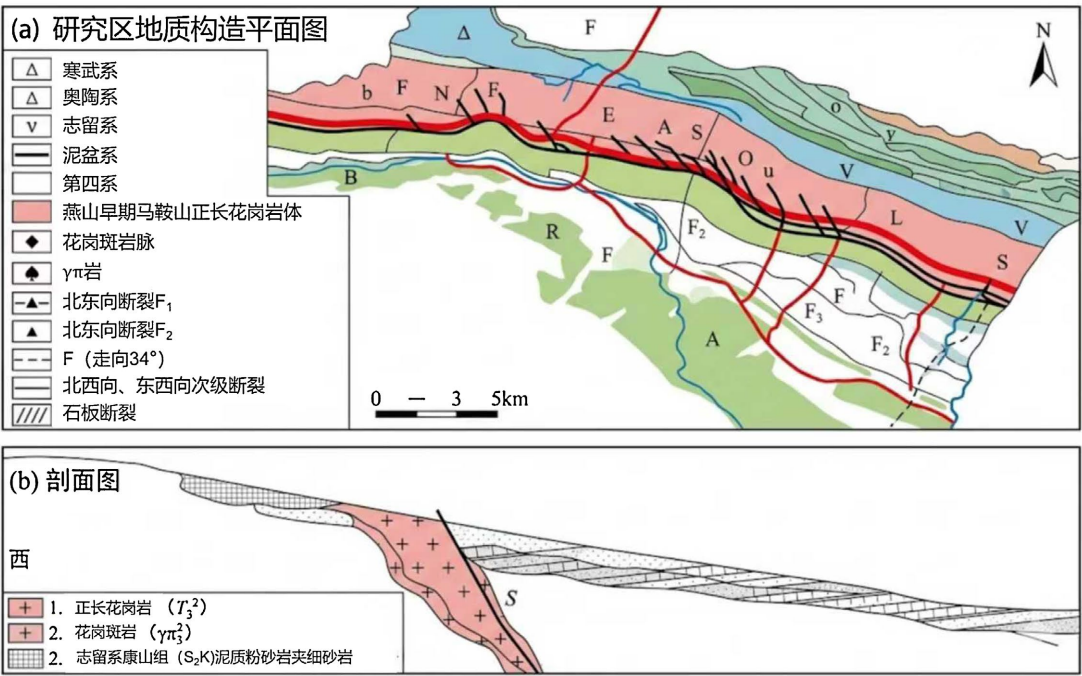 (a) 研究区地质构造平面图
Δ 寒武系
Δ 奥陶系
V 志留系
泥盆系
第四系
燕山早期马鞍山正长花岗岩体
花岗斑岩脉
γπ岩
北东向断裂F₁
北东向断裂F₂
F（走向34°）
北西向、东西向次级断裂
石板断裂
N
Δ F
b F N F E A S O u V L S V
o y
B R F A
F₂ F F₃ F₂
0 — 3 5km
(b) 剖面图
西
S
1. 正长花岗岩 （T₃²）
2. 花岗斑岩 （γπ₃²）
2. 志留系康山组（S₂K)泥质粉砂岩夹细砂岩